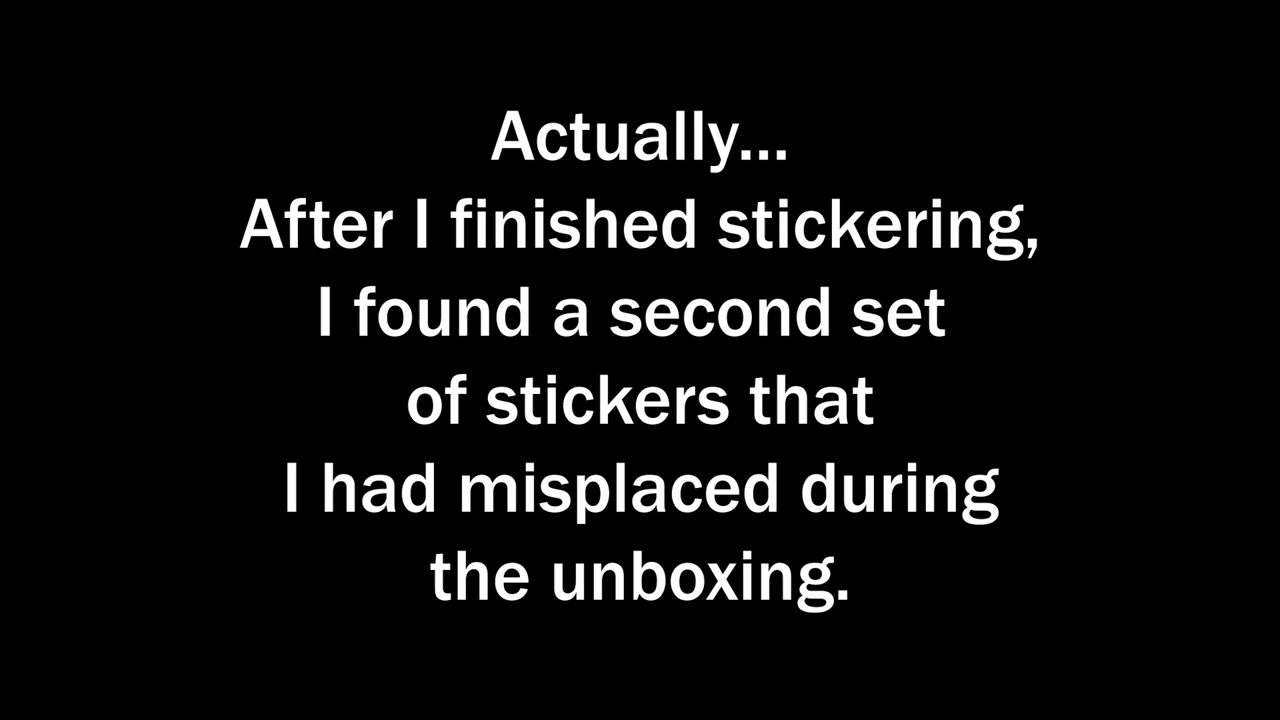 Actually...
After I finished stickering,
I found a second set
of stickers that
I had misplaced during
the unboxing.